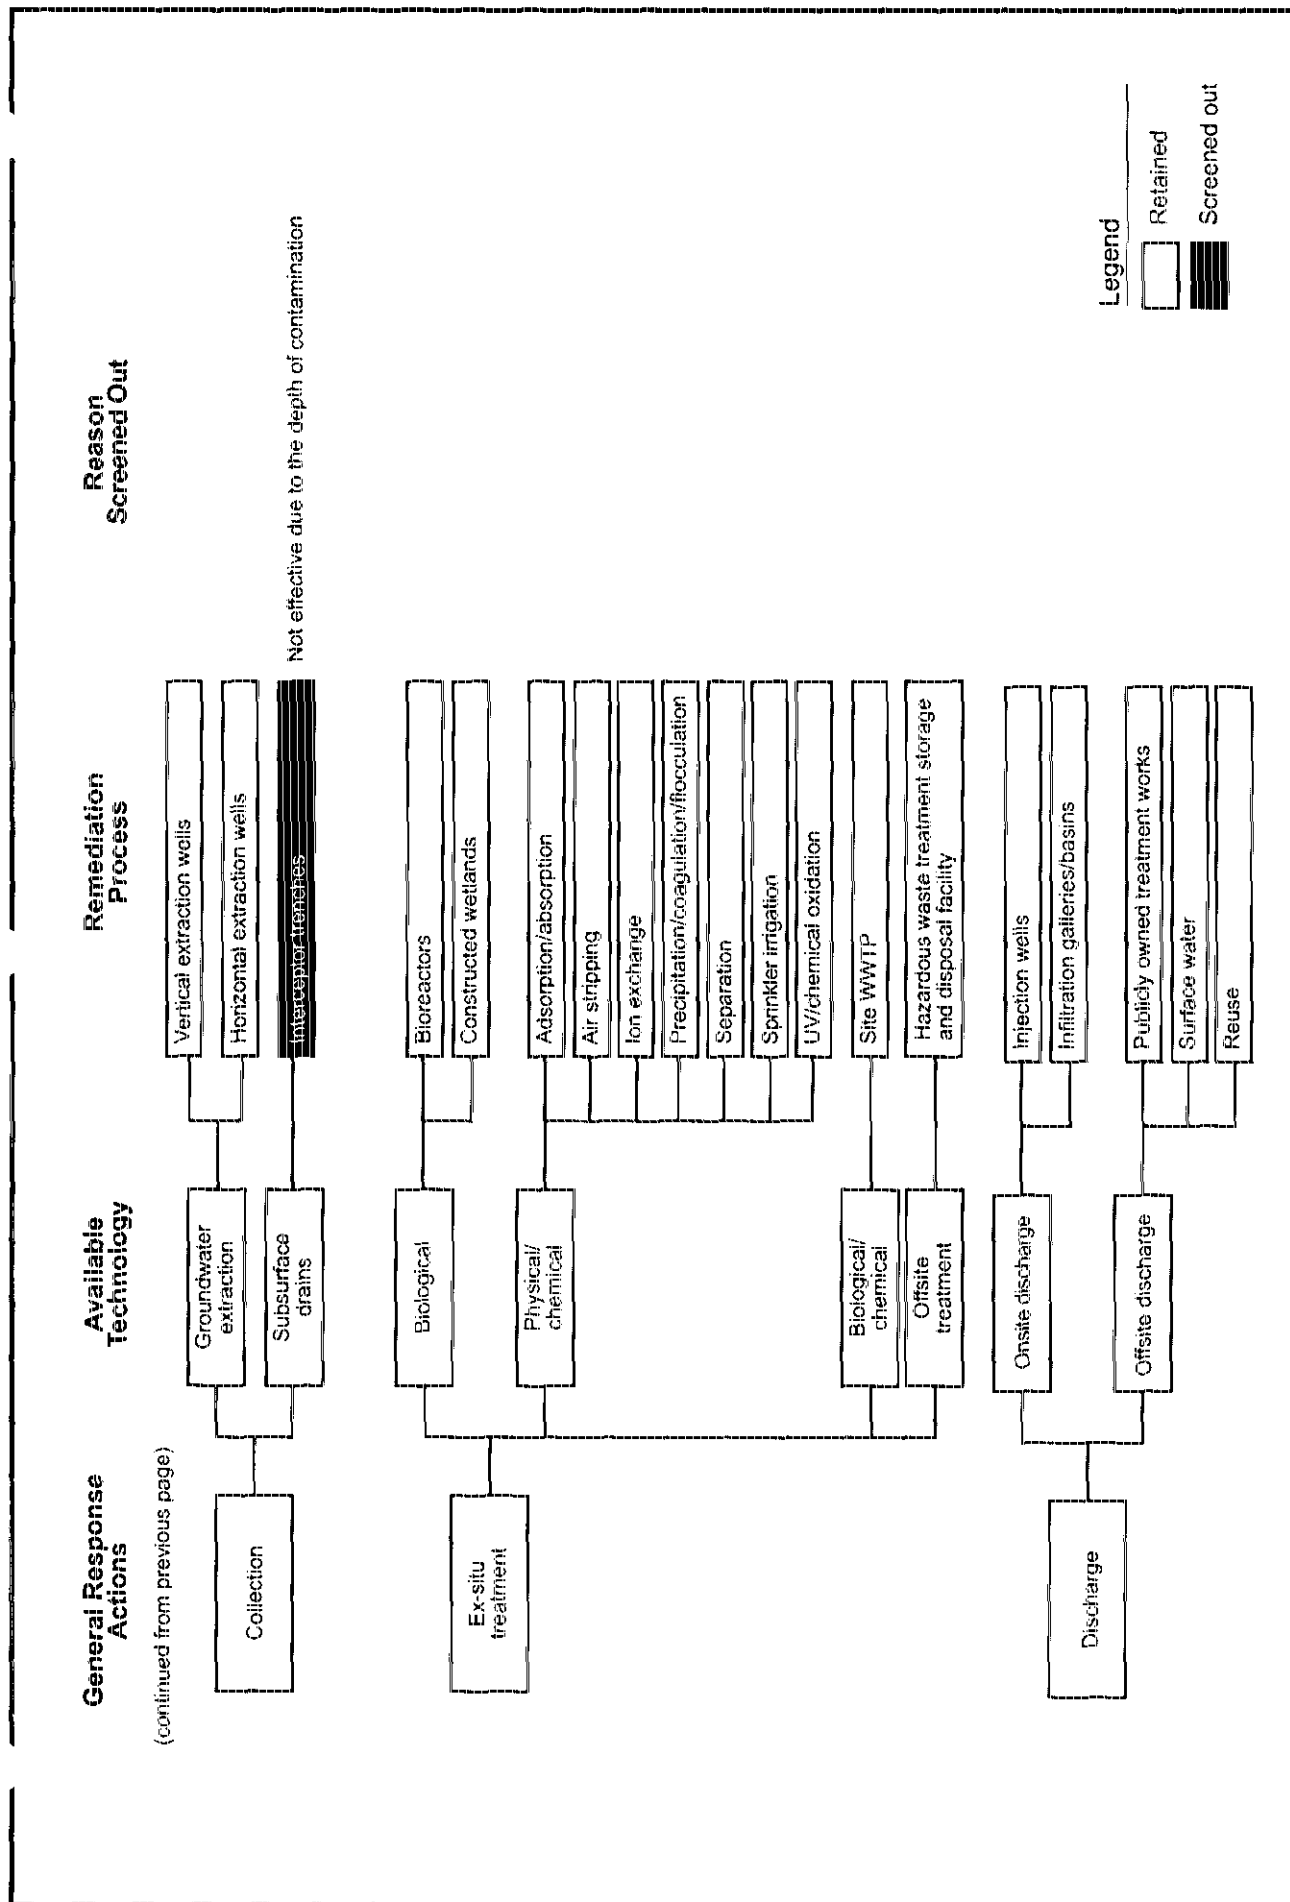 General Response
Actions
Available
Technology
Remediation
Process
Reason
Screened Out
(continued from previous page)
Collection
Groundwater
extraction
Vertical extraction wells
Horizontal extraction wells
Subsurface
drains
Interceptor trenches
Not effective due to the depth of contamination
Ex-situ
treatment
Biological
Bioreactors
Constructed wetlands
Physical/
chemical
Adsorption/absorption
Air stripping
Ion exchange
Precipitation/coagulation/flocculation
Separation
Sprinkler irrigation
UV/chemical oxidation
Biological/
chemical
Site WWTP
Offsite
treatment
Hazardous waste treatment storage
and disposal facility
Discharge
Onsite discharge
Injection wells
Infiltration galleries/basins
Offsite discharge
Publicly owned treatment works
Surface water
Reuse
Legend
Retained
Screened out